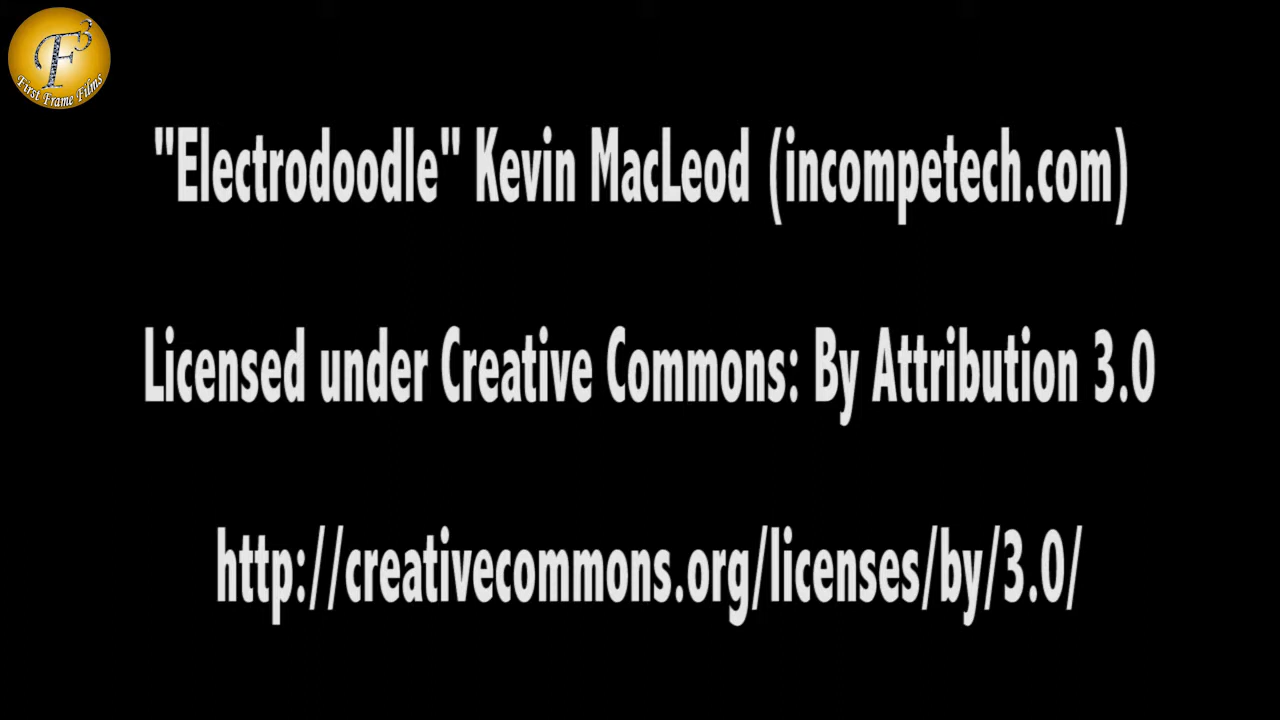 F3
First Frame Films
"Electrodoodle" Kevin MacLeod (incompetech.com)
Licensed under Creative Commons: By Attribution 3.0
http://creativecommons.org/licenses/by/3.0/